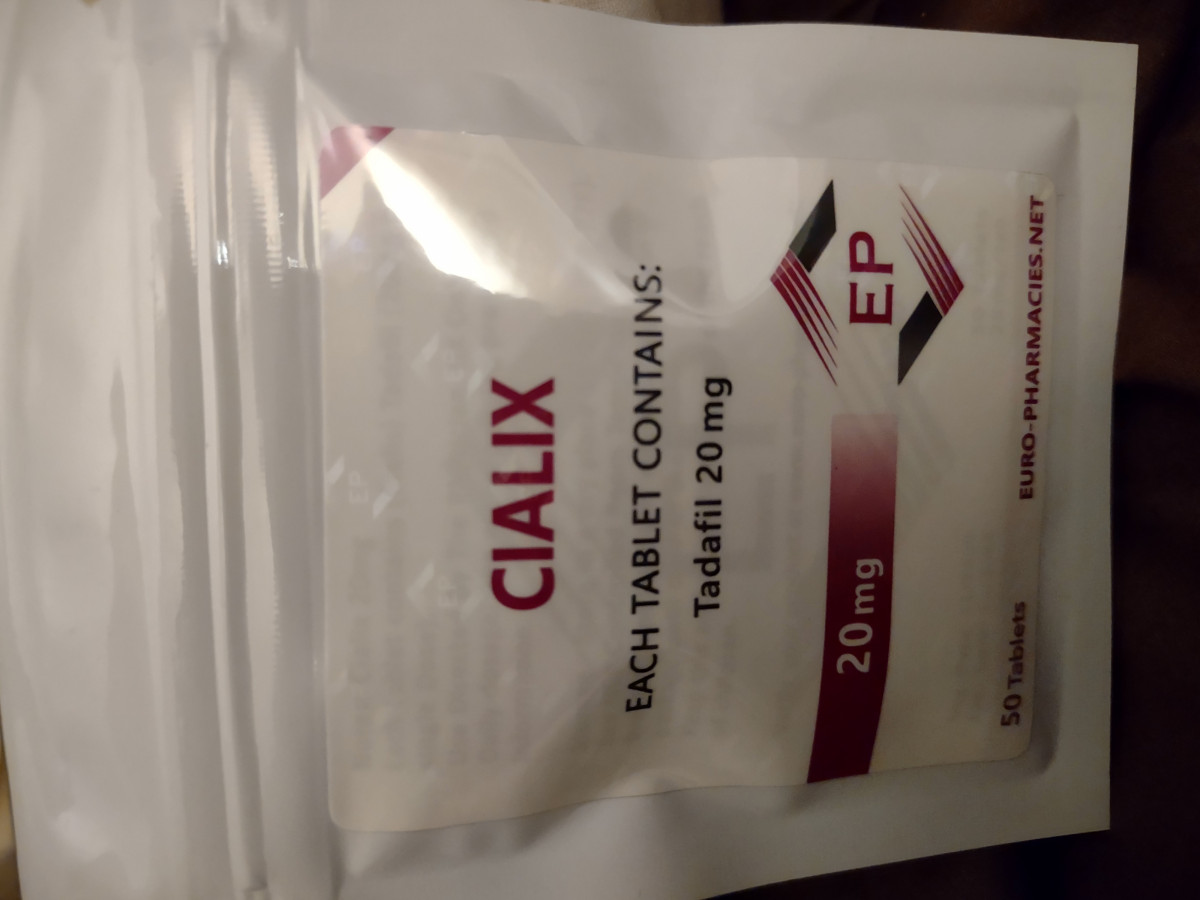 CIALIX
EACH TABLET CONTAINS:
Tadafil 20 mg
20 mg
EP
50 Tablets
EURO-PHARMACIES.NET